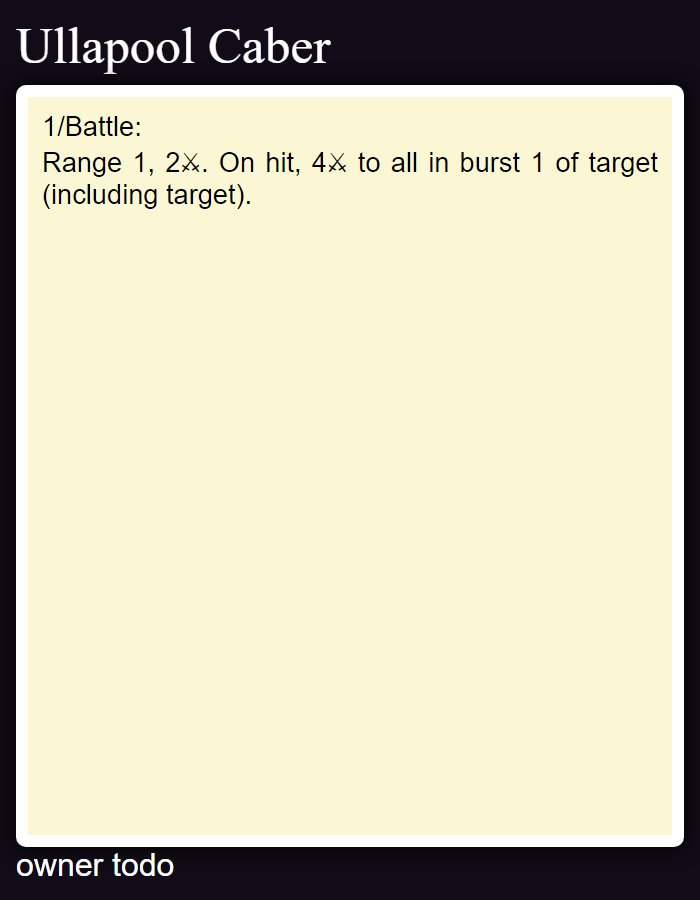 Ullapool Caber
1/Battle:
Range 1, 2⚔. On hit, 4⚔ to all in burst 1 of target
(including target).
owner todo